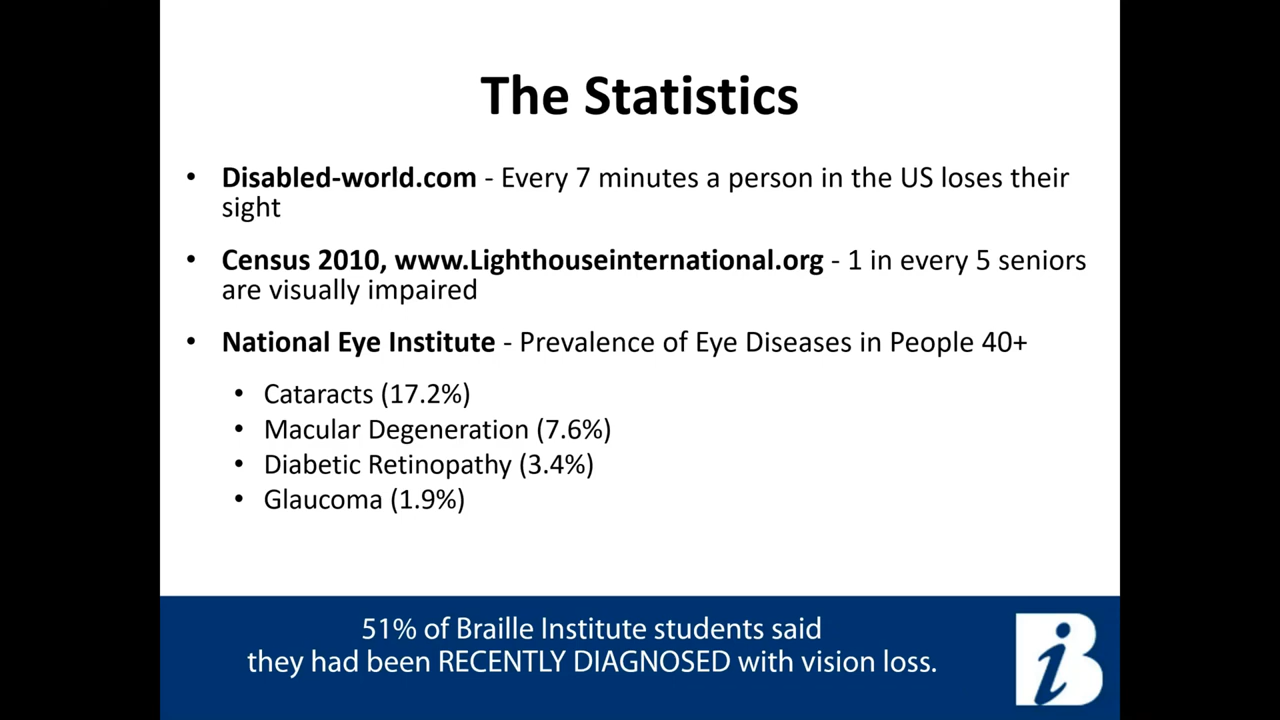 The Statistics
• Disabled-world.com - Every 7 minutes a person in the US loses their
sight
• Census 2010, www.Lighthouseinternational.org - 1 in every 5 seniors
are visually impaired
• National Eye Institute - Prevalence of Eye Diseases in People 40+
• Cataracts (17.2%)
• Macular Degeneration (7.6%)
• Diabetic Retinopathy (3.4%)
• Glaucoma (1.9%)
51% of Braille Institute students said
they had been RECENTLY DIAGNOSED with vision loss.
iB